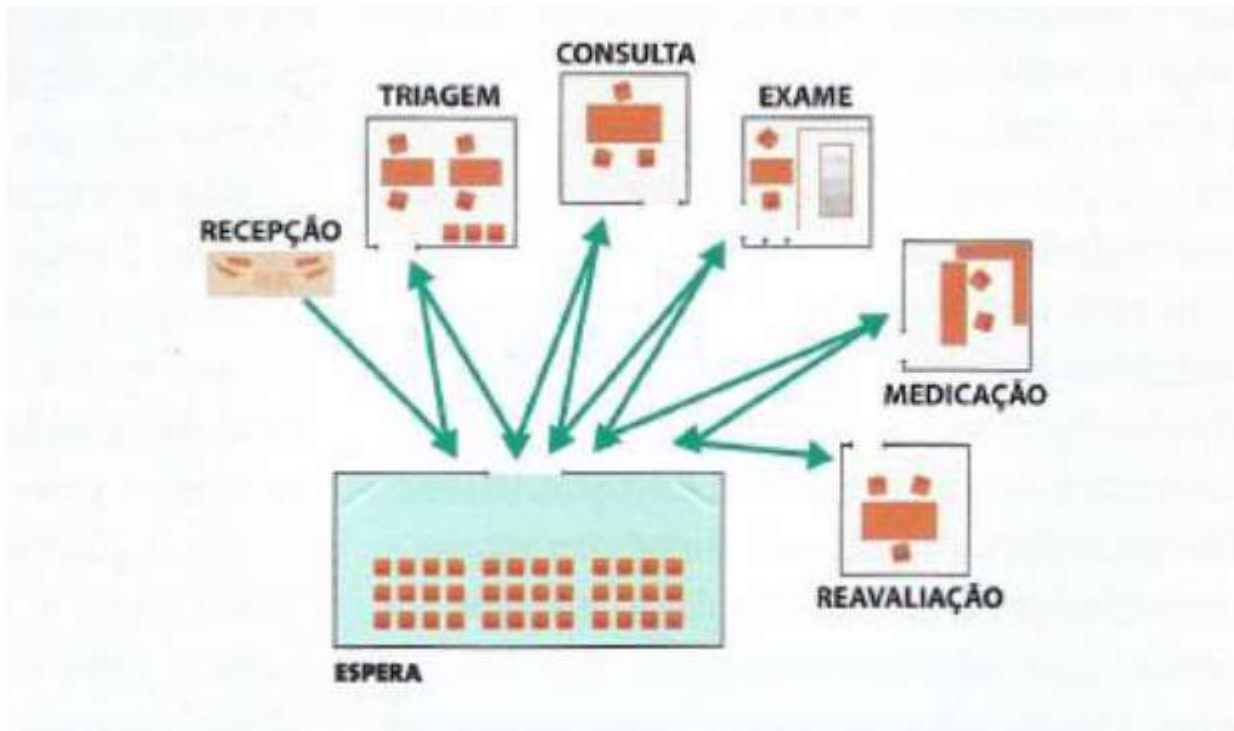 CONSULTA
TRIAGEM
EXAME
RECEPÇÃO
MEDICAÇÃO
REAVALIAÇÃO
ESPERA